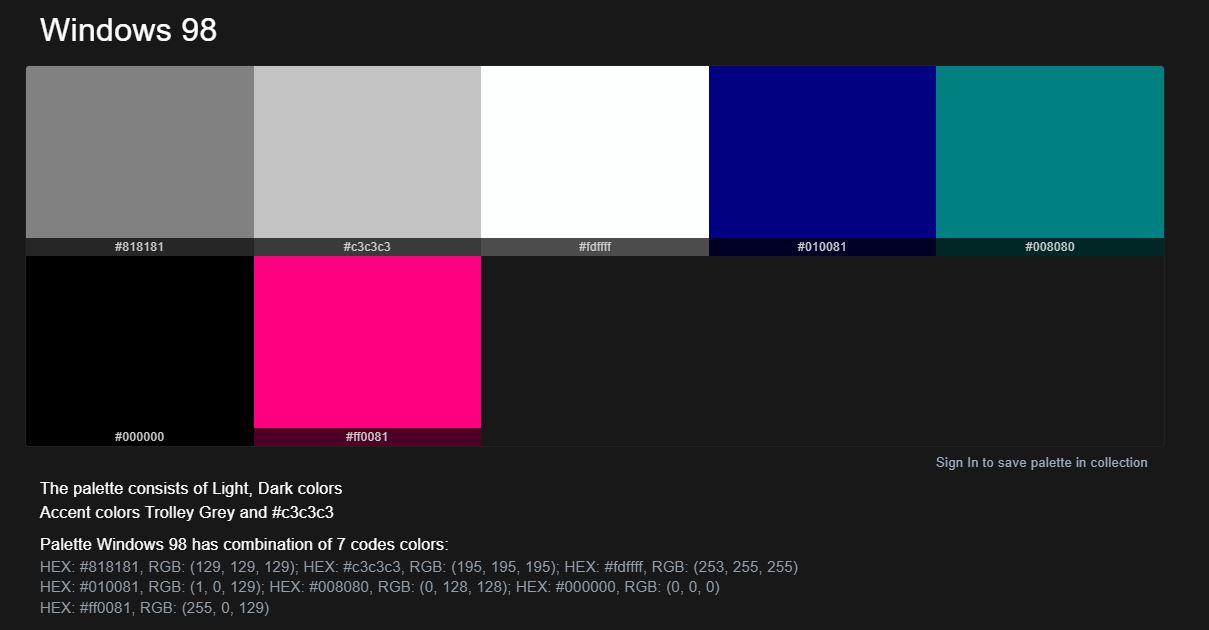 Windows 98
#818181 #c3c3c3 #fdffff #010081 #008080
#000000 #ff0081
Sign In to save palette in collection
The palette consists of Light, Dark colors
Accent colors Trolley Grey and #c3c3c3
Palette Windows 98 has combination of 7 codes colors:
HEX: #818181, RGB: (129, 129, 129); HEX: #c3c3c3, RGB: (195, 195, 195); HEX: #fdffff, RGB: (253, 255, 255)
HEX: #010081, RGB: (1, 0, 129); HEX: #008080, RGB: (0, 128, 128); HEX: #000000, RGB: (0, 0, 0)
HEX: #ff0081, RGB: (255, 0, 129)